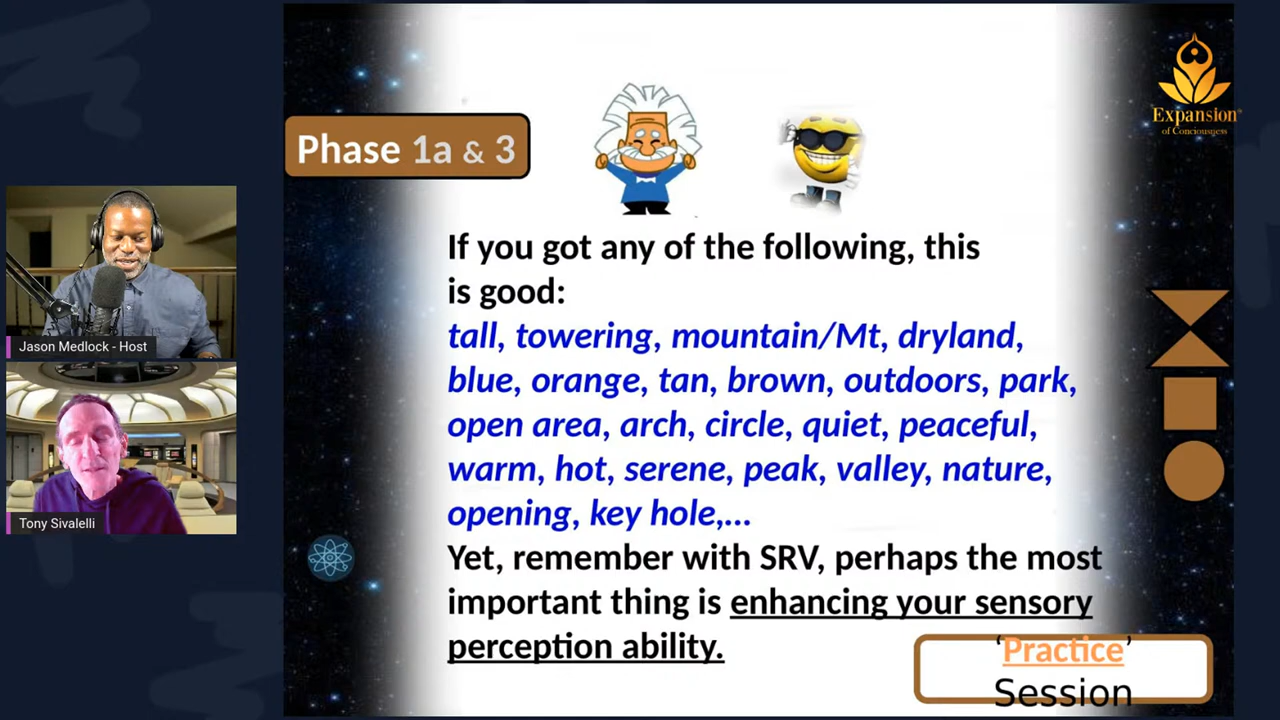 Expansion
of Conciousness
Phase 1a & 3
If you got any of the following, this
is good:
tall, towering, mountain/Mt, dryland,
blue, orange, tan, brown, outdoors, park,
open area, arch, circle, quiet, peaceful,
warm, hot, serene, peak, valley, nature,
opening, key hole,...
Yet, remember with SRV, perhaps the most
important thing is enhancing your sensory
perception ability.
‘Practice’
Session
Jason Medlock - Host
Tony Sivalelli